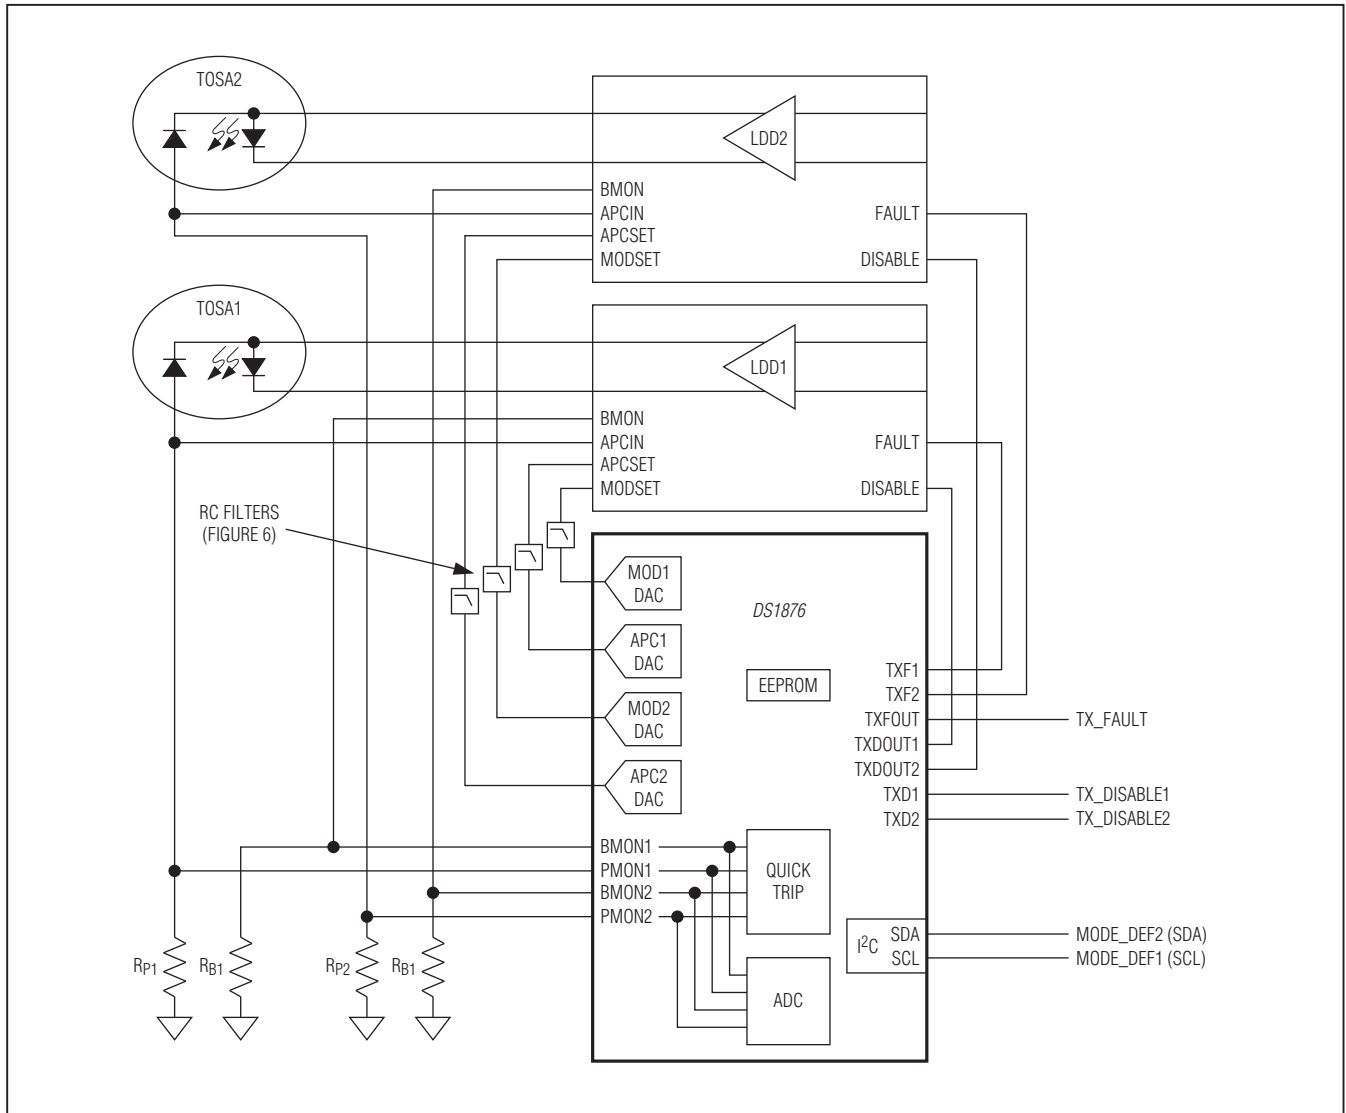 TOSA2
LDD2
BMON
APCIN
APCSET
MODSET
FAULT
DISABLE
TOSA1
LDD1
BMON
APCIN
APCSET
MODSET
FAULT
DISABLE
RC FILTERS
(FIGURE 6)
MOD1
DAC
APC1
DAC
MOD2
DAC
APC2
DAC
DS1876
EEPROM
TXF1
TXF2
TXFOUT
TXDOUT1
TXDOUT2
TXD1
TXD2
TX_FAULT
TX_DISABLE1
TX_DISABLE2
BMON1
PMON1
BMON2
PMON2
QUICK
TRIP
ADC
I2C
SDA
SCL
MODE_DEF2 (SDA)
MODE_DEF1 (SCL)
RP1
RB1
RP2
RB1